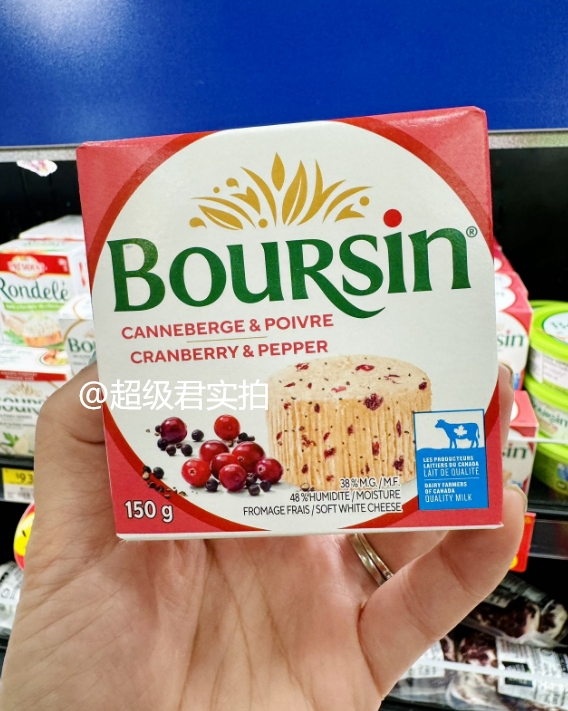 BOURSIN®
CANNEBERGE & POIVRE
CRANBERRY & PEPPER
@超级君实拍
Rondelé
LES PRODUCTEURS
LAITIERS DU CANADA
LAIT DE QUALITÉ
DAIRY FARMERS
OF CANADA
QUALITY MILK
38 % M.G. / M.F.
48 % HUMIDITÉ / MOISTURE
FROMAGE FRAIS / SOFT WHITE CHEESE
150 g